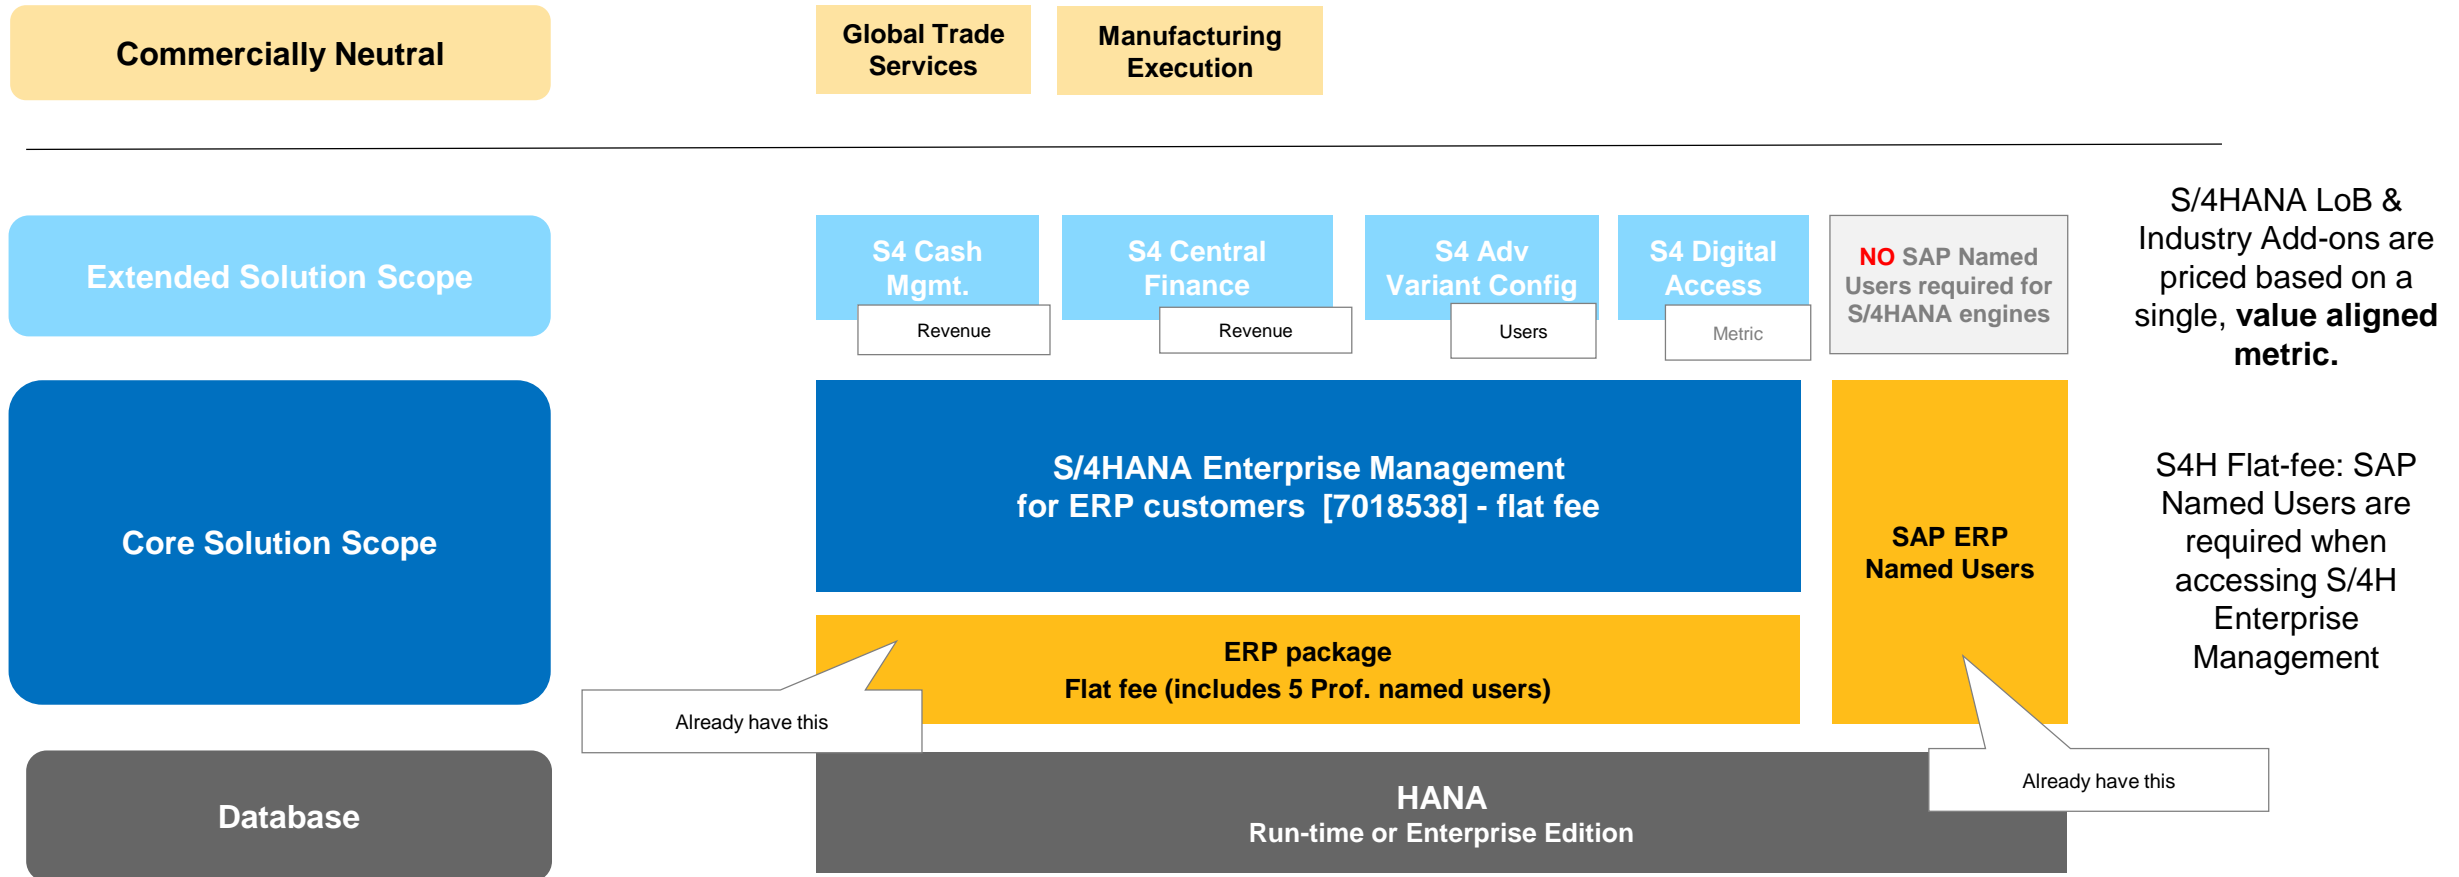 Commercially Neutral
Global Trade
Services
Manufacturing
Execution
Extended Solution Scope
S4 Cash
Mgmt.
Revenue
S4 Central
Finance
Revenue
S4 Adv
Variant Config
Users
S4 Digital
Access
Metric
NO SAP Named
Users required for
S/4HANA engines
S/4HANA LoB &
Industry Add-ons are
priced based on a
single, value aligned
metric.
Core Solution Scope
S/4HANA Enterprise Management
for ERP customers [7018538] - flat fee
SAP ERP
Named Users
S4H Flat-fee: SAP
Named Users are
required when
accessing S/4H
Enterprise
Management
ERP package
Flat fee (includes 5 Prof. named users)
Already have this
Already have this
Database
HANA
Run-time or Enterprise Edition